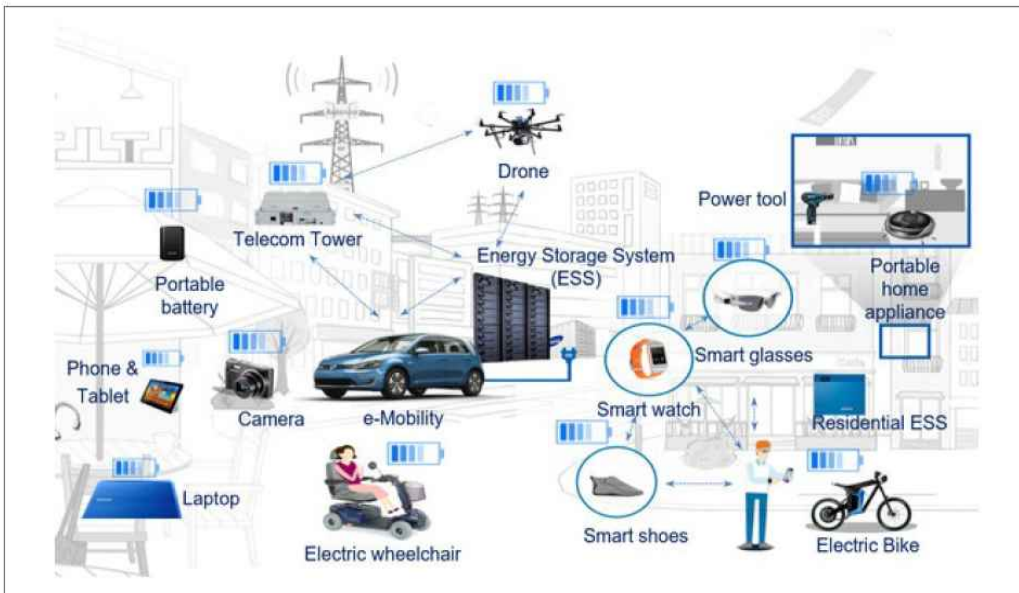 Drone
Power tool
Telecom Tower
Energy Storage System
(ESS)
Portable
battery
Portable
home
appliance
Smart glasses
Phone &
Tablet
Camera
e-Mobility
Smart watch
Residential ESS
Laptop
Electric wheelchair
Smart shoes
Electric Bike